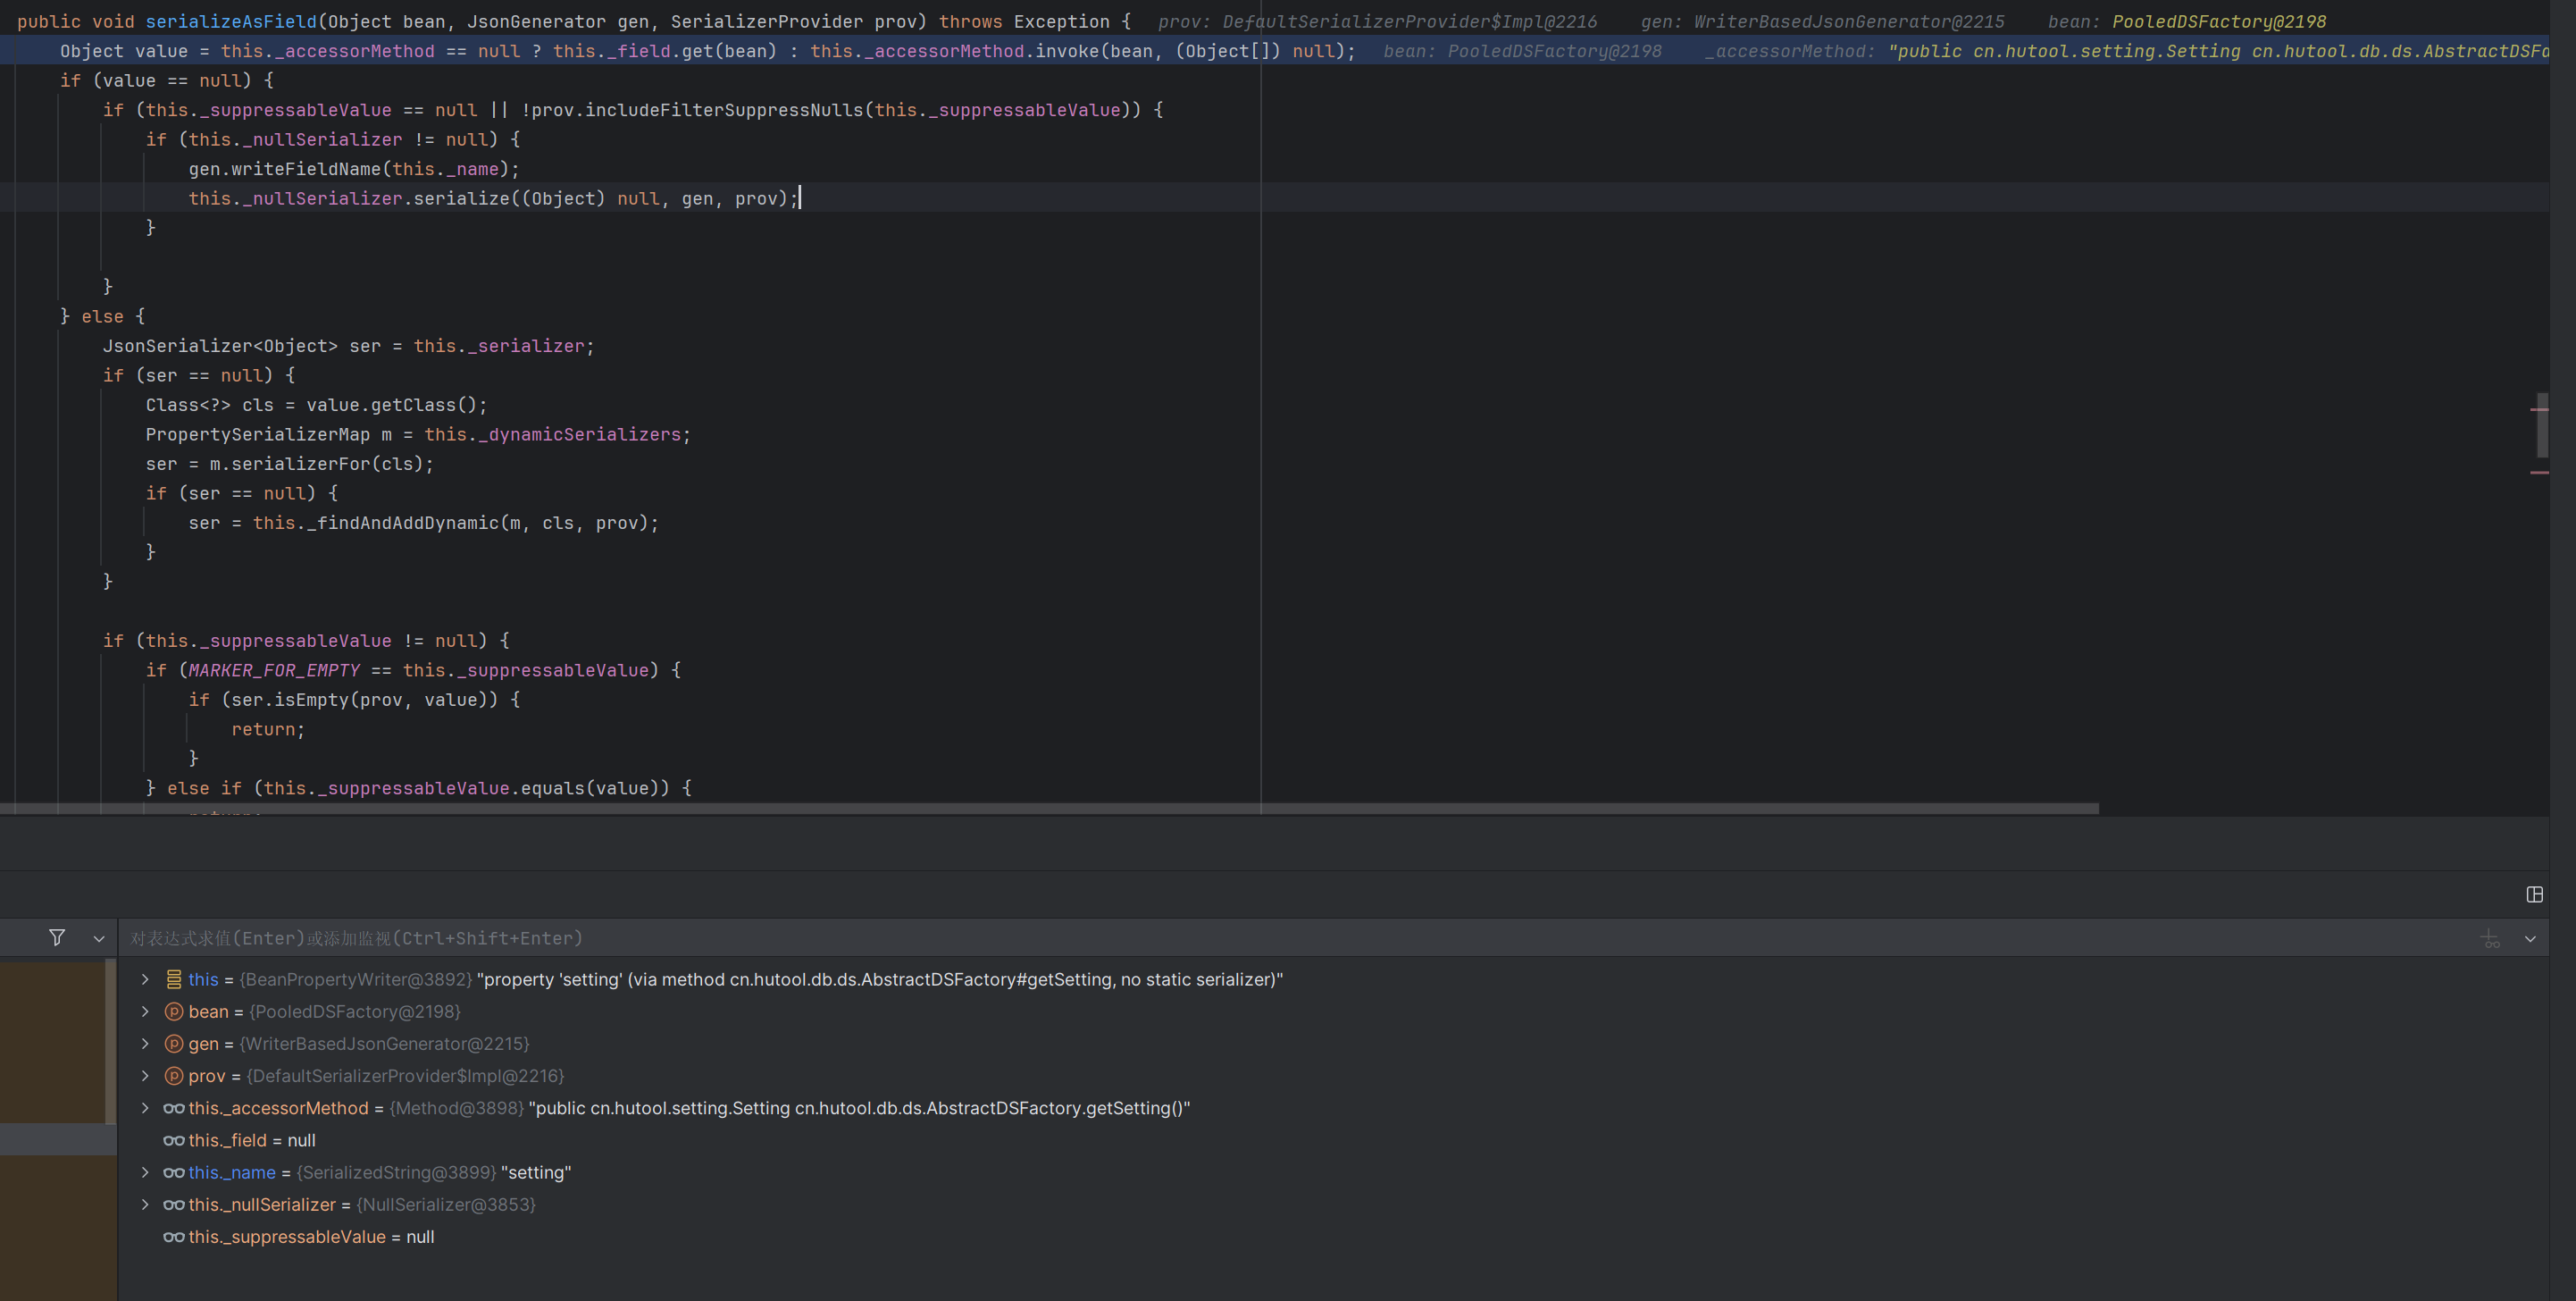 public void serializeAsField(Object bean, JsonGenerator gen, SerializerProvider prov) throws Exception {  prov: DefaultSerializerProvider$Impl@2216    gen: WriterBasedJsonGenerator@2215    bean: PooledDSFactory@2198
Object value = this._accessorMethod == null ? this._field.get(bean) : this._accessorMethod.invoke(bean, (Object[]) null);  bean: PooledDSFactory@2198    _accessorMethod: "public cn.hutool.setting.Setting cn.hutool.db.ds.AbstractDSFa
if (value == null) {
if (this._suppressableValue == null || !prov.includeFilterSuppressNulls(this._suppressableValue)) {
if (this._nullSerializer != null) {
gen.writeFieldName(this._name);
this._nullSerializer.serialize((Object) null, gen, prov);
}
}
} else {
JsonSerializer<Object> ser = this._serializer;
if (ser == null) {
Class<?> cls = value.getClass();
PropertySerializerMap m = this._dynamicSerializers;
ser = m.serializerFor(cls);
if (ser == null) {
ser = this._findAndAddDynamic(m, cls, prov);
}
}
if (this._suppressableValue != null) {
if (MARKER_FOR_EMPTY == this._suppressableValue) {
if (ser.isEmpty(prov, value)) {
return;
}
} else if (this._suppressableValue.equals(value)) {
对表达式求值(Enter)或添加监视(Ctrl+Shift+Enter)
this = {BeanPropertyWriter@3892} "property 'setting' (via method cn.hutool.db.ds.AbstractDSFactory#getSetting, no static serializer)"
bean = {PooledDSFactory@2198}
gen = {WriterBasedJsonGenerator@2215}
prov = {DefaultSerializerProvider$Impl@2216}
this._accessorMethod = {Method@3898} "public cn.hutool.setting.Setting cn.hutool.db.ds.AbstractDSFactory.getSetting()"
this._field = null
this._name = {SerializedString@3899} "setting"
this._nullSerializer = {NullSerializer@3853}
this._suppressableValue = null